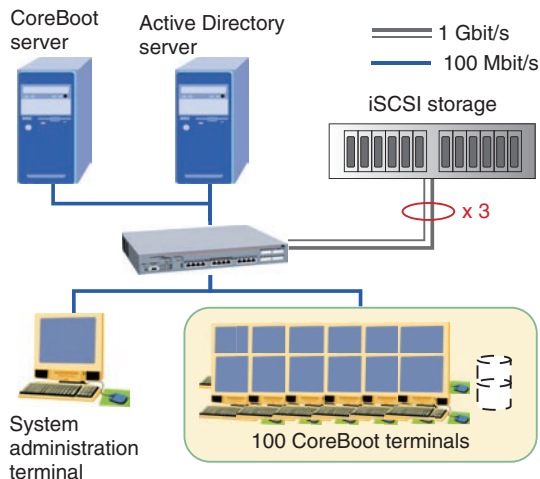 CoreBoot
server
Active Directory
server
1 Gbit/s
100 Mbit/s
iSCSI storage
x 3
System
administration
terminal
100 CoreBoot terminals